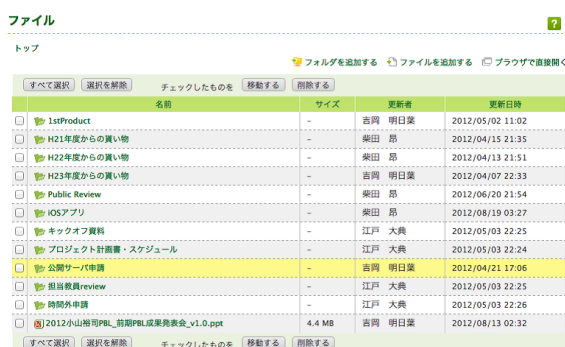 ファイル
?
トップ
フォルダを追加する ファイルを追加する ブラウザで直接開く
すべて選択 選択を解除 チェックしたものを 移動する 削除する
名前 サイズ 更新者 更新日時
1stProduct – 吉岡 明日葉 2012/05/02 11:02
H21年度からの貰い物 – 柴田 昂 2012/04/15 21:35
H22年度からの貰い物 – 柴田 昂 2012/04/13 21:51
H23年度からの貰い物 – 吉岡 明日葉 2012/04/07 22:33
Public Review – 柴田 昂 2012/06/20 21:54
iOSアプリ – 柴田 昂 2012/08/19 03:27
キックオフ資料 – 江戸 大典 2012/05/03 22:25
プロジェクト計画書・スケジュール – 江戸 大典 2012/05/03 22:24
公開サーバ申請 – 吉岡 明日葉 2012/04/21 17:06
担当教員review – 江戸 大典 2012/05/03 22:25
時間外申請 – 江戸 大典 2012/05/03 22:26
2012小山裕司PBL_前期PBL成果発表会_v1.0.ppt 4.4 MB 吉岡 明日葉 2012/08/13 02:32
すべて選択 選択を解除 チェックしたものを 移動する 削除する